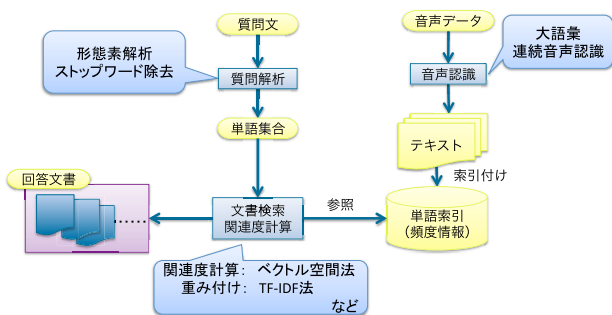 質問文
音声データ
形態素解析
ストップワード除去
大語彙
連続音声認識
質問解析
音声認識
単語集合
テキスト
索引付け
回答文書
……
文書検索
関連度計算
参照
単語索引
（頻度情報）
関連度計算： ベクトル空間法
重み付け： TF-IDF法
など